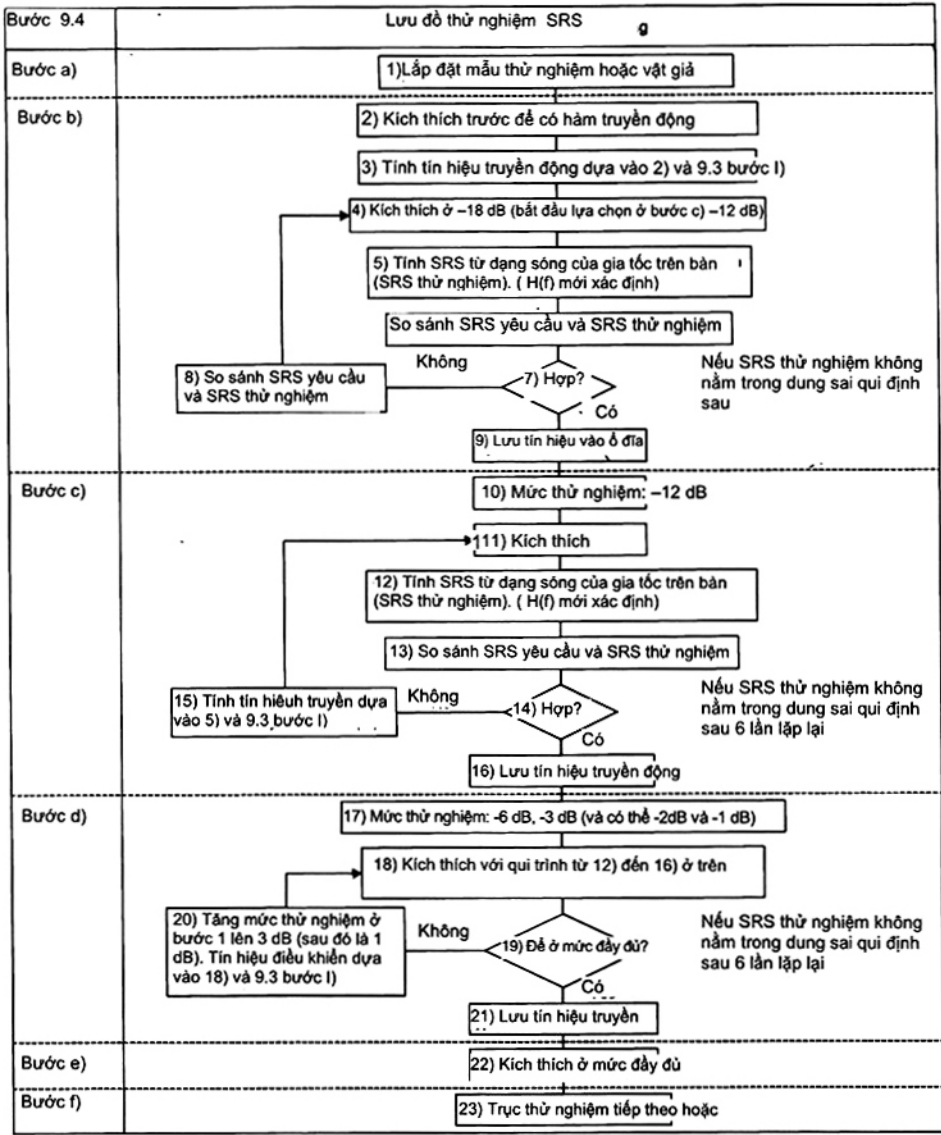 Bước 9.4
Lưu đồ thử nghiệm SRS
g
Bước a)
1)Lắp đặt mẫu thử nghiệm hoặc vật giả
Bước b)
2) Kích thích trước để có hàm truyền động
3) Tính tín hiệu truyền động dựa vào 2) và 9.3 bước l)
4) Kích thích ở –18 dB (bắt đầu lựa chọn ở bước c) –12 dB)
5) Tính SRS từ dạng sóng của gia tốc trên bàn
(SRS thử nghiệm). ( H(f) mới xác định)
So sánh SRS yêu cầu và SRS thử nghiệm
Không
8) So sánh SRS yêu cầu
và SRS thử nghiệm
7) Hợp?
Nếu SRS thử nghiệm không
nằm trong dung sai qui định
sau
Có
9) Lưu tín hiệu vào ổ đĩa
Bước c)
10) Mức thử nghiệm: –12 dB
111) Kích thích
12) Tính SRS từ dạng sóng của gia tốc trên bàn
(SRS thử nghiệm). ( H(f) mới xác định)
13) So sánh SRS yêu cầu và SRS thử nghiệm
15) Tính tín hiêuh truyền dựa
vào 5) và 9.3 bước l)
Không
14) Hợp?
Nếu SRS thử nghiệm không
nằm trong dung sai qui định
sau 6 lần lặp lại
Có
16) Lưu tín hiệu truyền động
Bước d)
17) Mức thử nghiệm: -6 dB, -3 dB (và có thể -2dB và -1 dB)
18) Kích thích với qui trình từ 12) đến 16) ở trên
20) Tăng mức thử nghiệm ở
bước 1 lên 3 dB (sau đó là 1
dB). Tín hiệu điều khiển dựa
vào 18) và 9.3 bước l)
Không
19) Để ở mức đầy đủ?
Nếu SRS thử nghiệm không
nằm trong dung sai qui định
sau 6 lần lặp lại
Có
21) Lưu tín hiệu truyền
Bước e)
22) Kích thích ở mức đầy đủ
Bước f)
23) Trục thử nghiệm tiếp theo hoặc